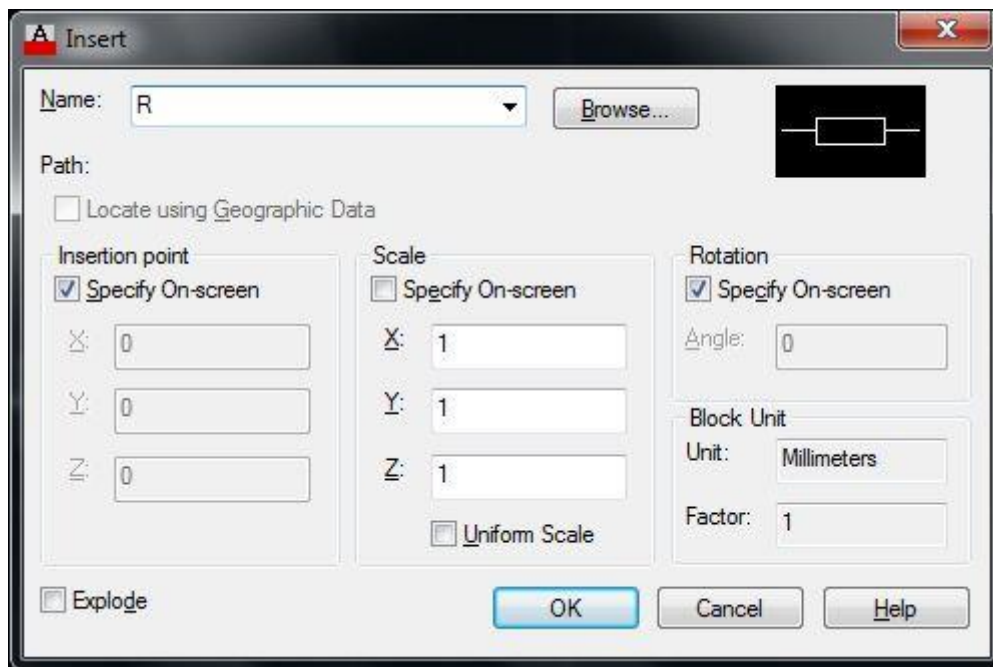 A Insert X
Name: R Browse...
Path:
Locate using Geographic Data
Insertion point
Specify On-screen
X: 0
Y: 0
Z: 0
Scale
Specify On-screen
X: 1
Y: 1
Z: 1
Uniform Scale
Rotation
Specify On-screen
Angle: 0
Block Unit
Unit: Millimeters
Factor: 1
Explode
OK Cancel Help